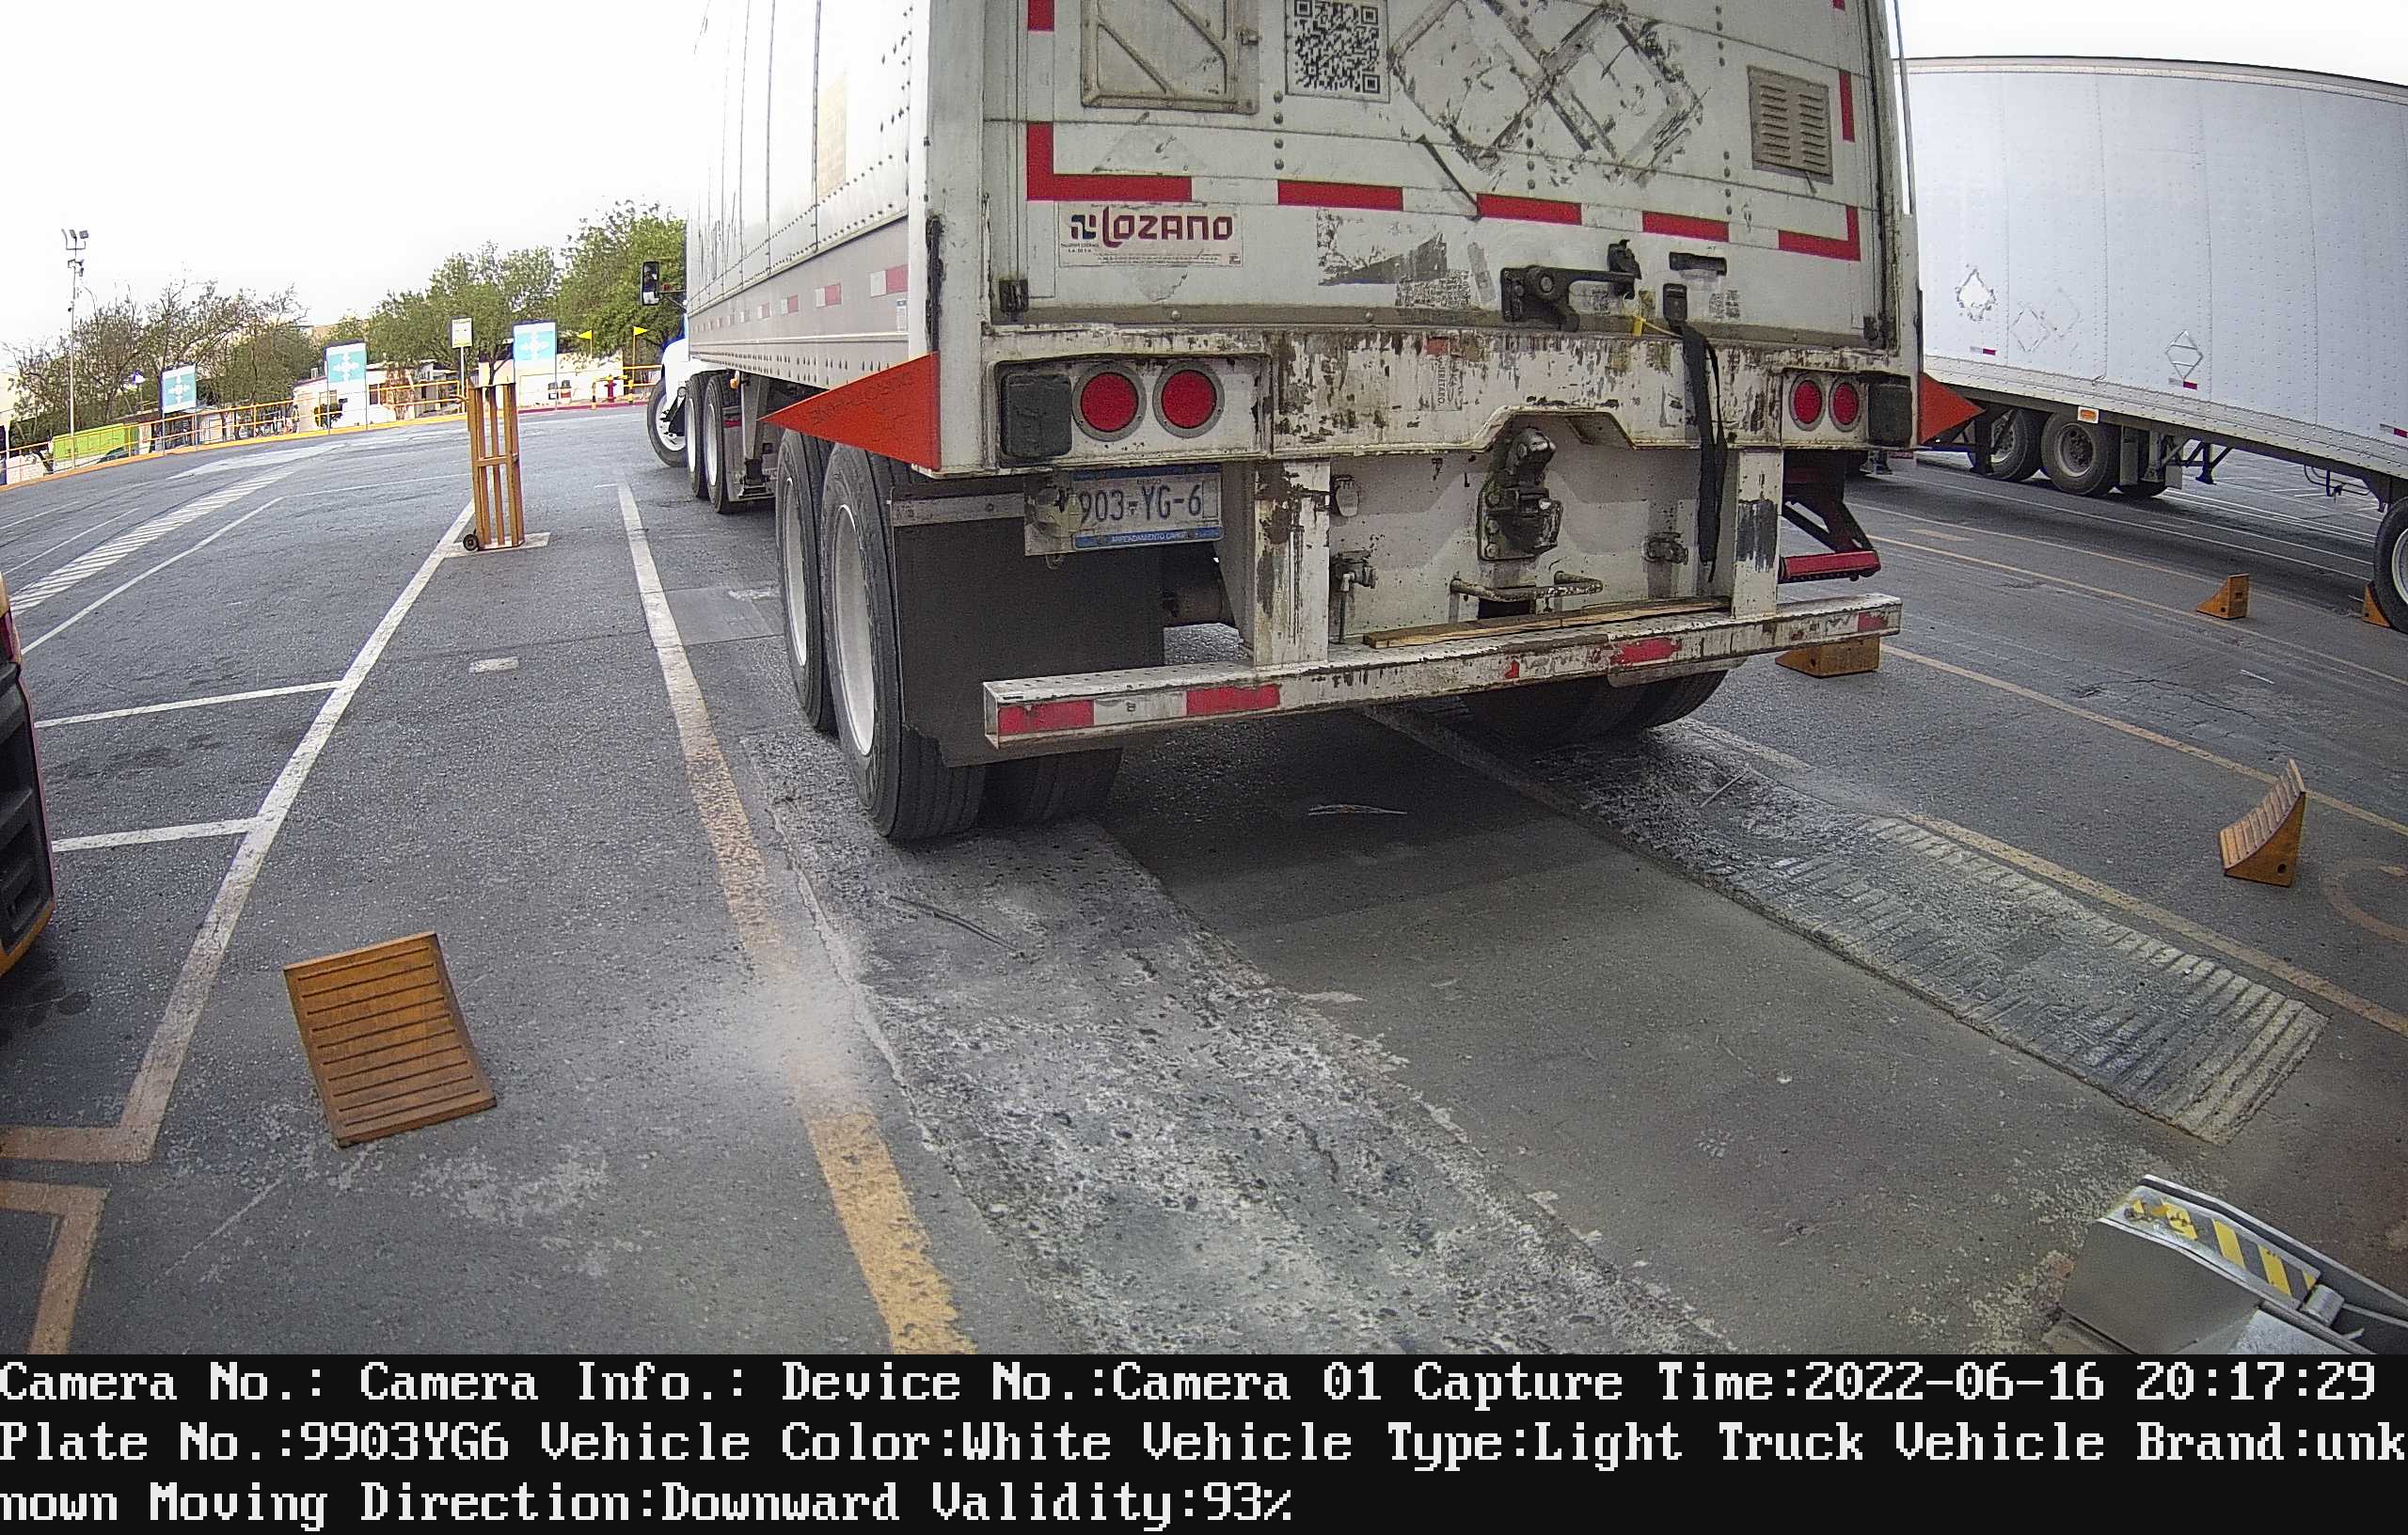 LOZANO
903-YG-6
ARRENDAMIENTO CARGA
Camera No.: Camera Info.: Device No.:Camera 01 Capture Time:2022-06-16 20:17:29
Plate No.:9903YG6 Vehicle Color:White Vehicle Type:Light Truck Vehicle Brand:unk
nown Moving Direction:Downward Validity:93%